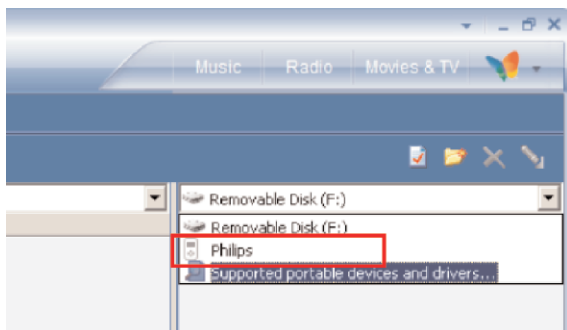 Music Radio Movies & TV
Removable Disk (F:)
Removable Disk (F:)
Philips
Supported portable devices and drivers...